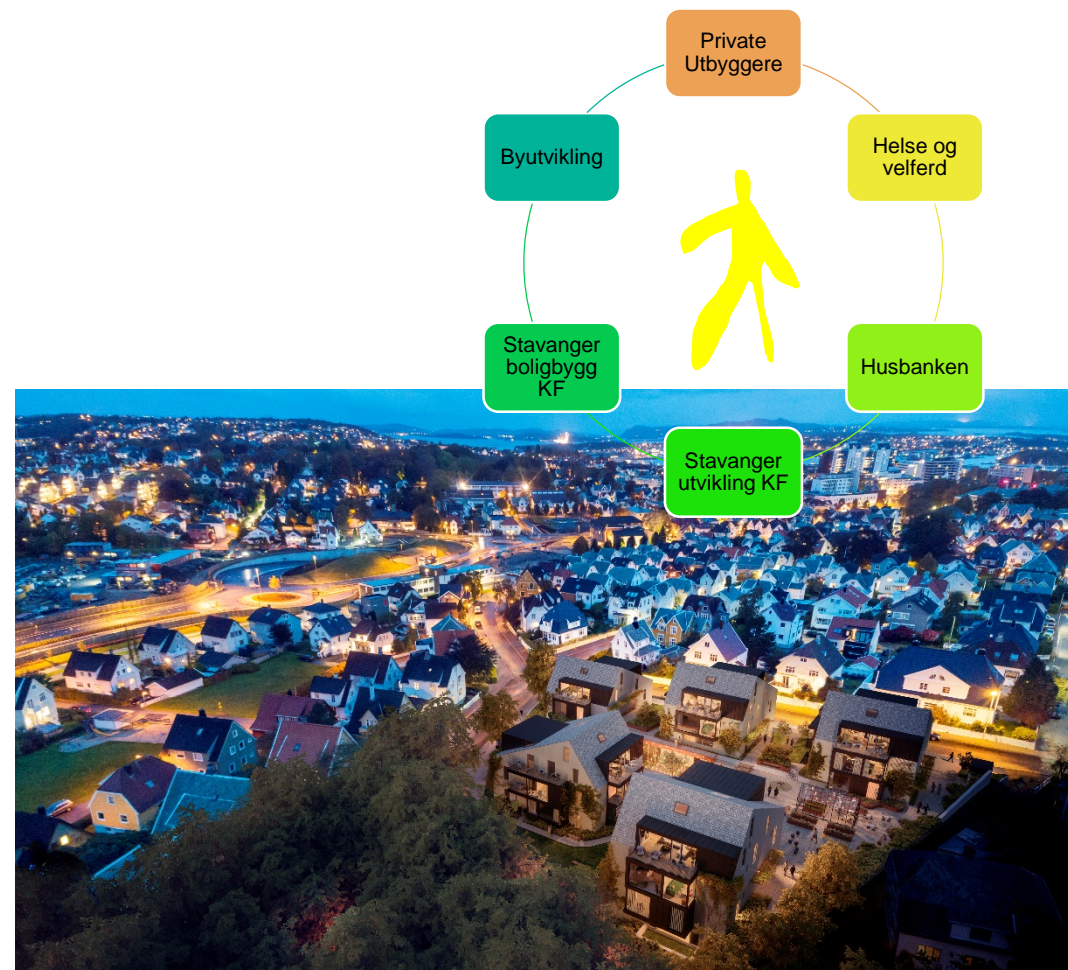 Private
Utbyggere
Helse og
velferd
Husbanken
Stavanger
utvikling KF
Stavanger
boligbygg
KF
Byutvikling